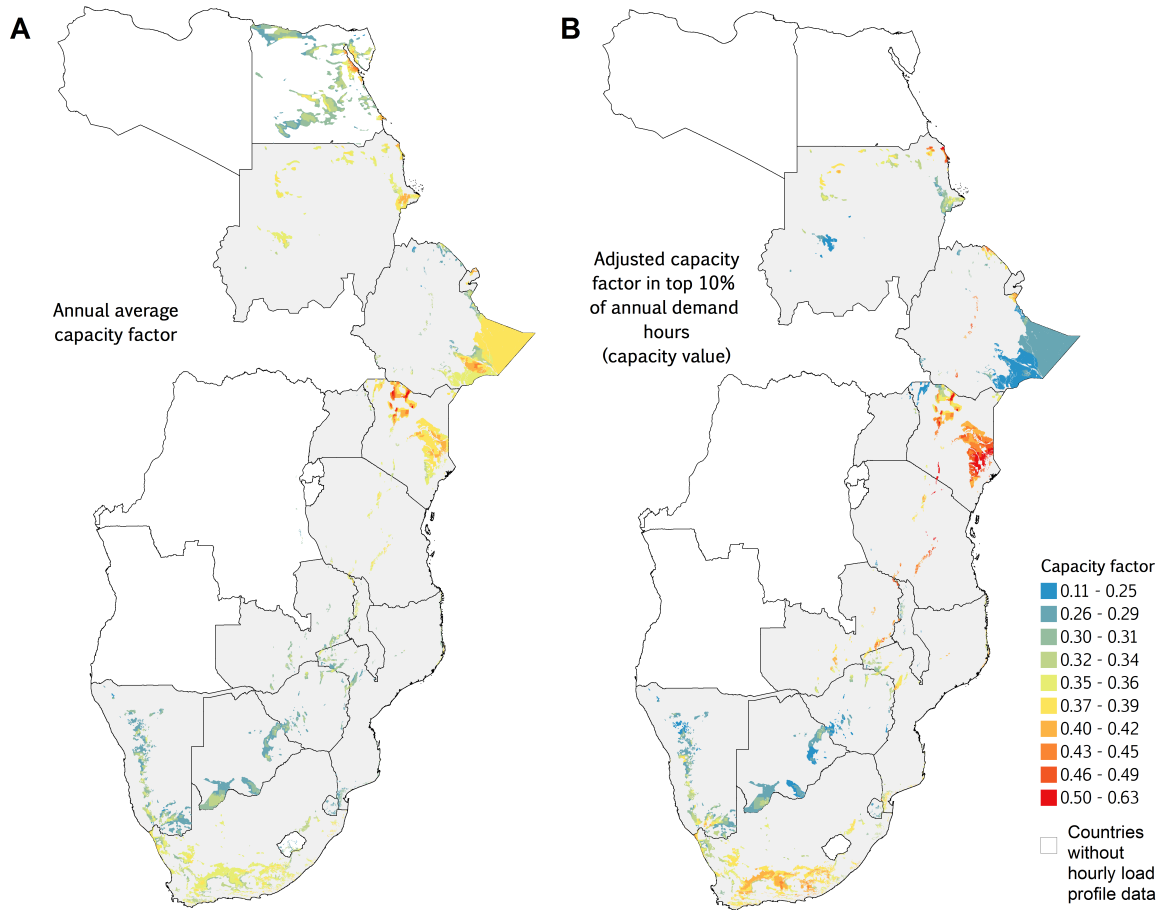 A
B
Annual average
capacity factor
Adjusted capacity
factor in top 10%
of annual demand
hours
(capacity value)
Capacity factor
0.11 - 0.25
0.26 - 0.29
0.30 - 0.31
0.32 - 0.34
0.35 - 0.36
0.37 - 0.39
0.40 - 0.42
0.43 - 0.45
0.46 - 0.49
0.50 - 0.63
Countries
without
hourly load
profile data